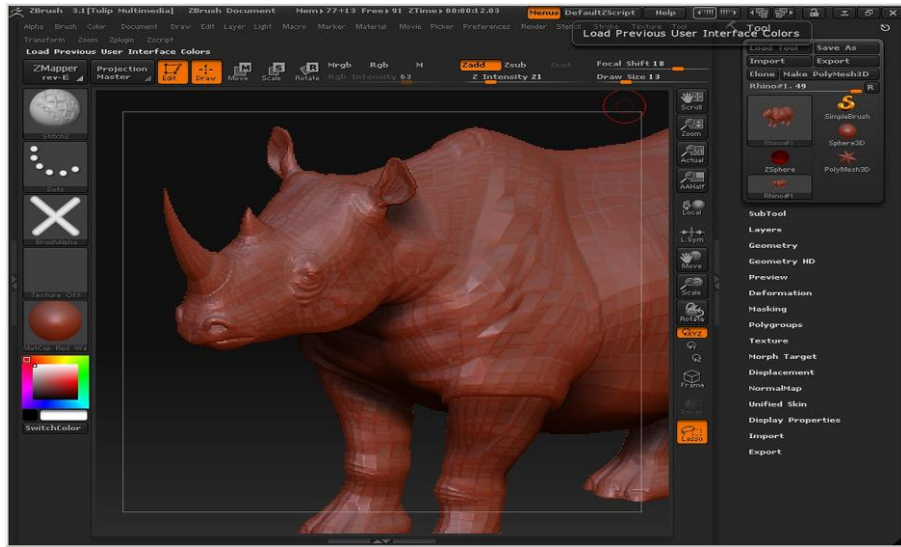 ZBrush 3.1[Tulip Multimedia] ZBrush Document Mem▸77+13 Free▸91 ZTime▸00:00:12.03 Menus DefaultZScript Help
Alpha Brush Color Document Draw Edit Layer Light Macro Marker Material Movie Picker Preferences Render Stencil Stroke Texture Tool
Transform Zoom Zplugin Zscript
Load Previous User Interface Colors
Load Previous User Interface Colors
ZMapper
rev-E
Projection
Master
Edit
Draw
Move
Scale
Rotate
Mrgb Rgb M
Rgb Intensity 63
Zadd Zsub Zcut
Z Intensity 21
Focal Shift 18
Draw Size 13
Stitch2
Dots
BrushAlpha
Texture Off
MatCap Red Wa
SwitchColor
Scroll
Zoom
Actual
AAHalf
Local
L.Sym
Move
Scale
Rotate
XYZ
Frame
Lasso
Tool
Load Tool Save As
Import Export
Clone Make PolyMesh3D
Rhino#1. 49 R
Rhino#1
SimpleBrush
Sphere3D
ZSphere
PolyMesh3D
Rhino#1
SubTool
Layers
Geometry
Geometry HD
Preview
Deformation
Masking
Polygroups
Texture
Morph Target
Displacement
NormalMap
Unified Skin
Display Properties
Import
Export